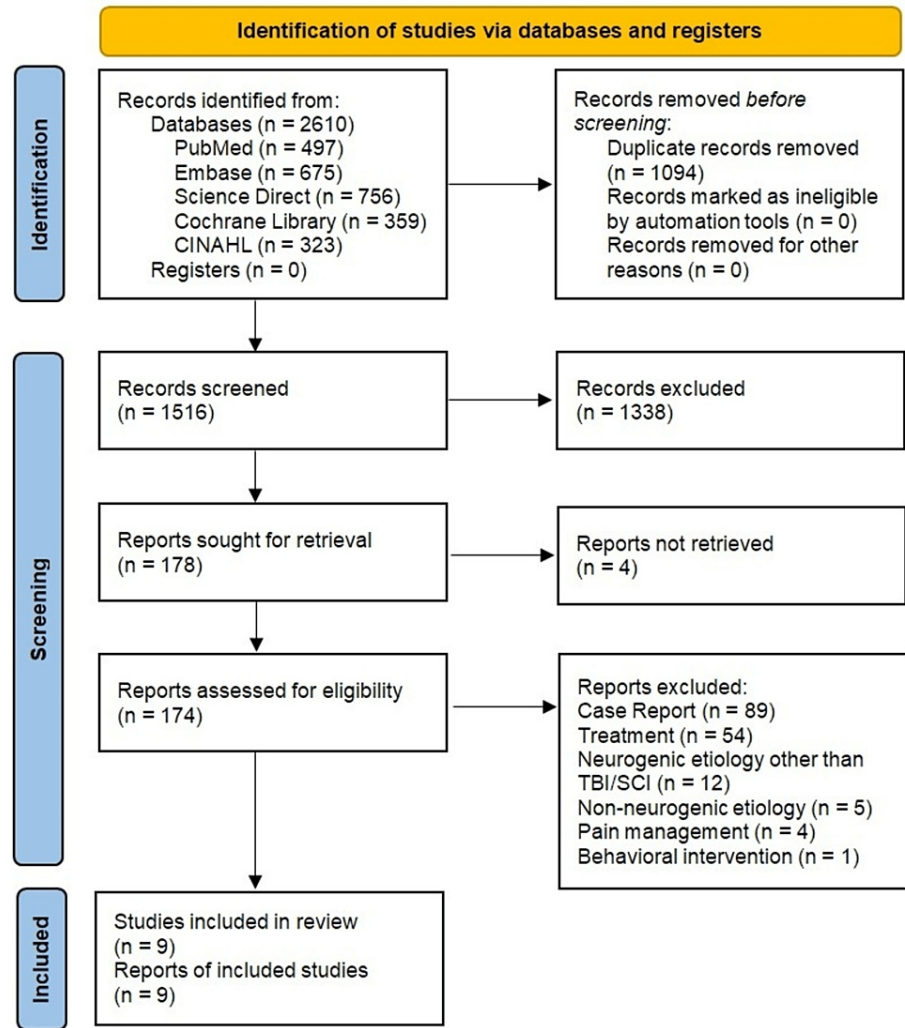 Identification of studies via databases and registers
Identification
Records identified from:
Databases (n = 2610)
PubMed (n = 497)
Embase (n = 675)
Science Direct (n = 756)
Cochrane Library (n = 359)
CINAHL (n = 323)
Registers (n = 0)
Records removed before
screening:
Duplicate records removed
(n = 1094)
Records marked as ineligible
by automation tools (n = 0)
Records removed for other
reasons (n = 0)
Screening
Records screened
(n = 1516)
Records excluded
(n = 1338)
Reports sought for retrieval
(n = 178)
Reports not retrieved
(n = 4)
Reports assessed for eligibility
(n = 174)
Reports excluded:
Case Report (n = 89)
Treatment (n = 54)
Neurogenic etiology other than
TBI/SCI (n = 12)
Non-neurogenic etiology (n = 5)
Pain management (n = 4)
Behavioral intervention (n = 1)
Included
Studies included in review
(n = 9)
Reports of included studies
(n = 9)